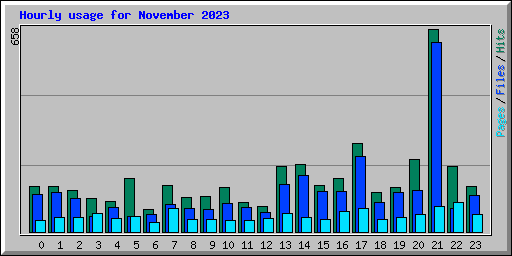 Hourly usage for November 2023
658
Pages/Files/Hits
0 1 2 3 4 5 6 7 8 9 10 11 12 13 14 15 16 17 18 19 20 21 22 23